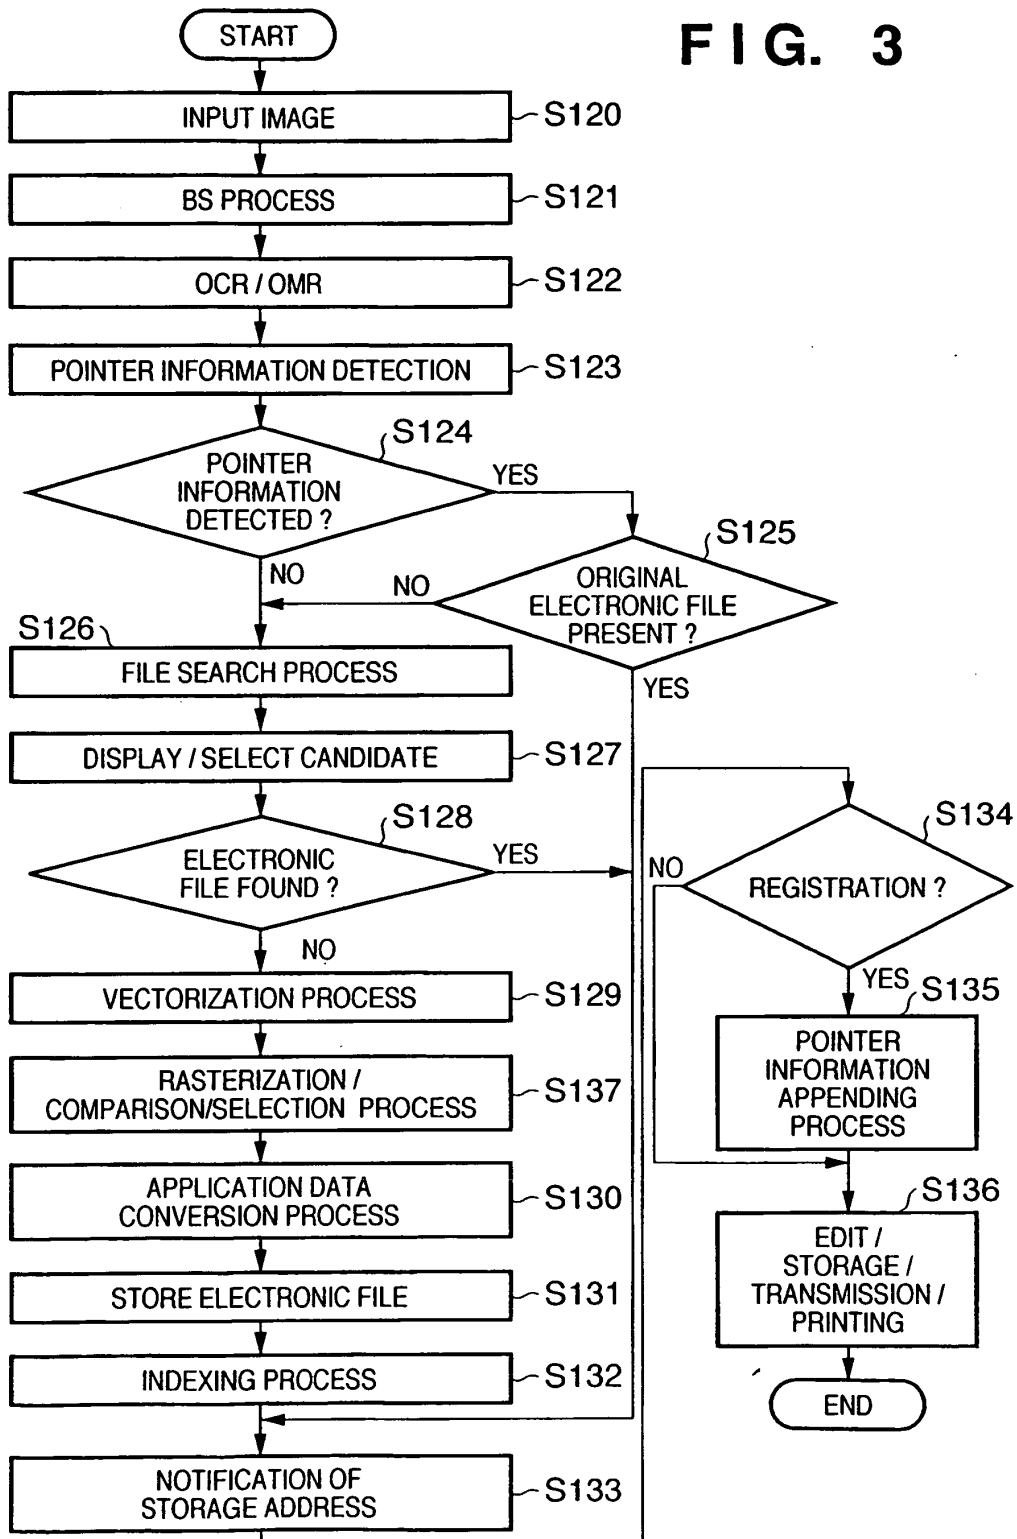 FIG. 3
START
INPUT IMAGE
S120
BS PROCESS
S121
OCR / OMR
S122
POINTER INFORMATION DETECTION
S123
S124
POINTER
INFORMATION
DETECTED ?
YES
NO
S125
ORIGINAL
ELECTRONIC FILE
PRESENT ?
NO
YES
S126
FILE SEARCH PROCESS
DISPLAY / SELECT CANDIDATE
S127
S128
ELECTRONIC
FILE FOUND ?
YES
NO
VECTORIZATION PROCESS
S129
RASTERIZATION /
COMPARISON/SELECTION PROCESS
S137
APPLICATION DATA
CONVERSION PROCESS
S130
STORE ELECTRONIC FILE
S131
INDEXING PROCESS
S132
NOTIFICATION OF
STORAGE ADDRESS
S133
S134
REGISTRATION ?
NO
YES
S135
POINTER
INFORMATION
APPENDING
PROCESS
S136
EDIT /
STORAGE /
TRANSMISSION /
PRINTING
END